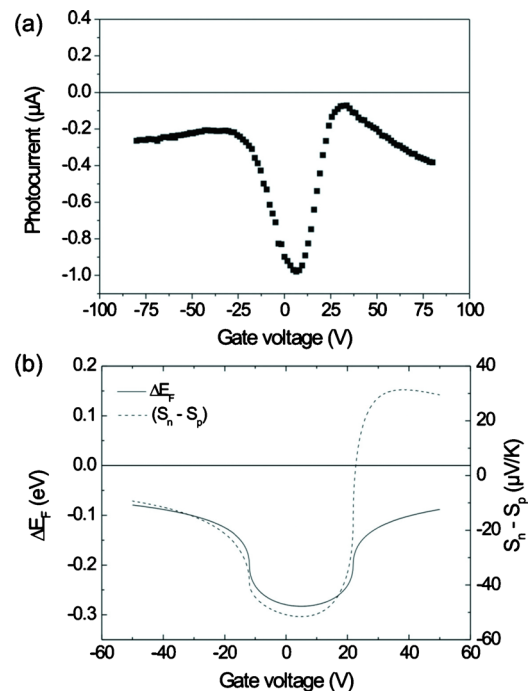 (a)
0.4
0.2
0.0
-0.2
-0.4
-0.6
-0.8
-1.0
Photocurrent (μA)
-100 -75 -50 -25 0 25 50 75 100
Gate voltage (V)
(b)
0.2
0.1
0.0
-0.1
-0.2
-0.3
ΔE_F (eV)
ΔE_F
(S_n - S_p)
40
20
0
-20
-40
-60
S_n - S_p (μV/K)
-60 -40 -20 0 20 40 60
Gate voltage (V)